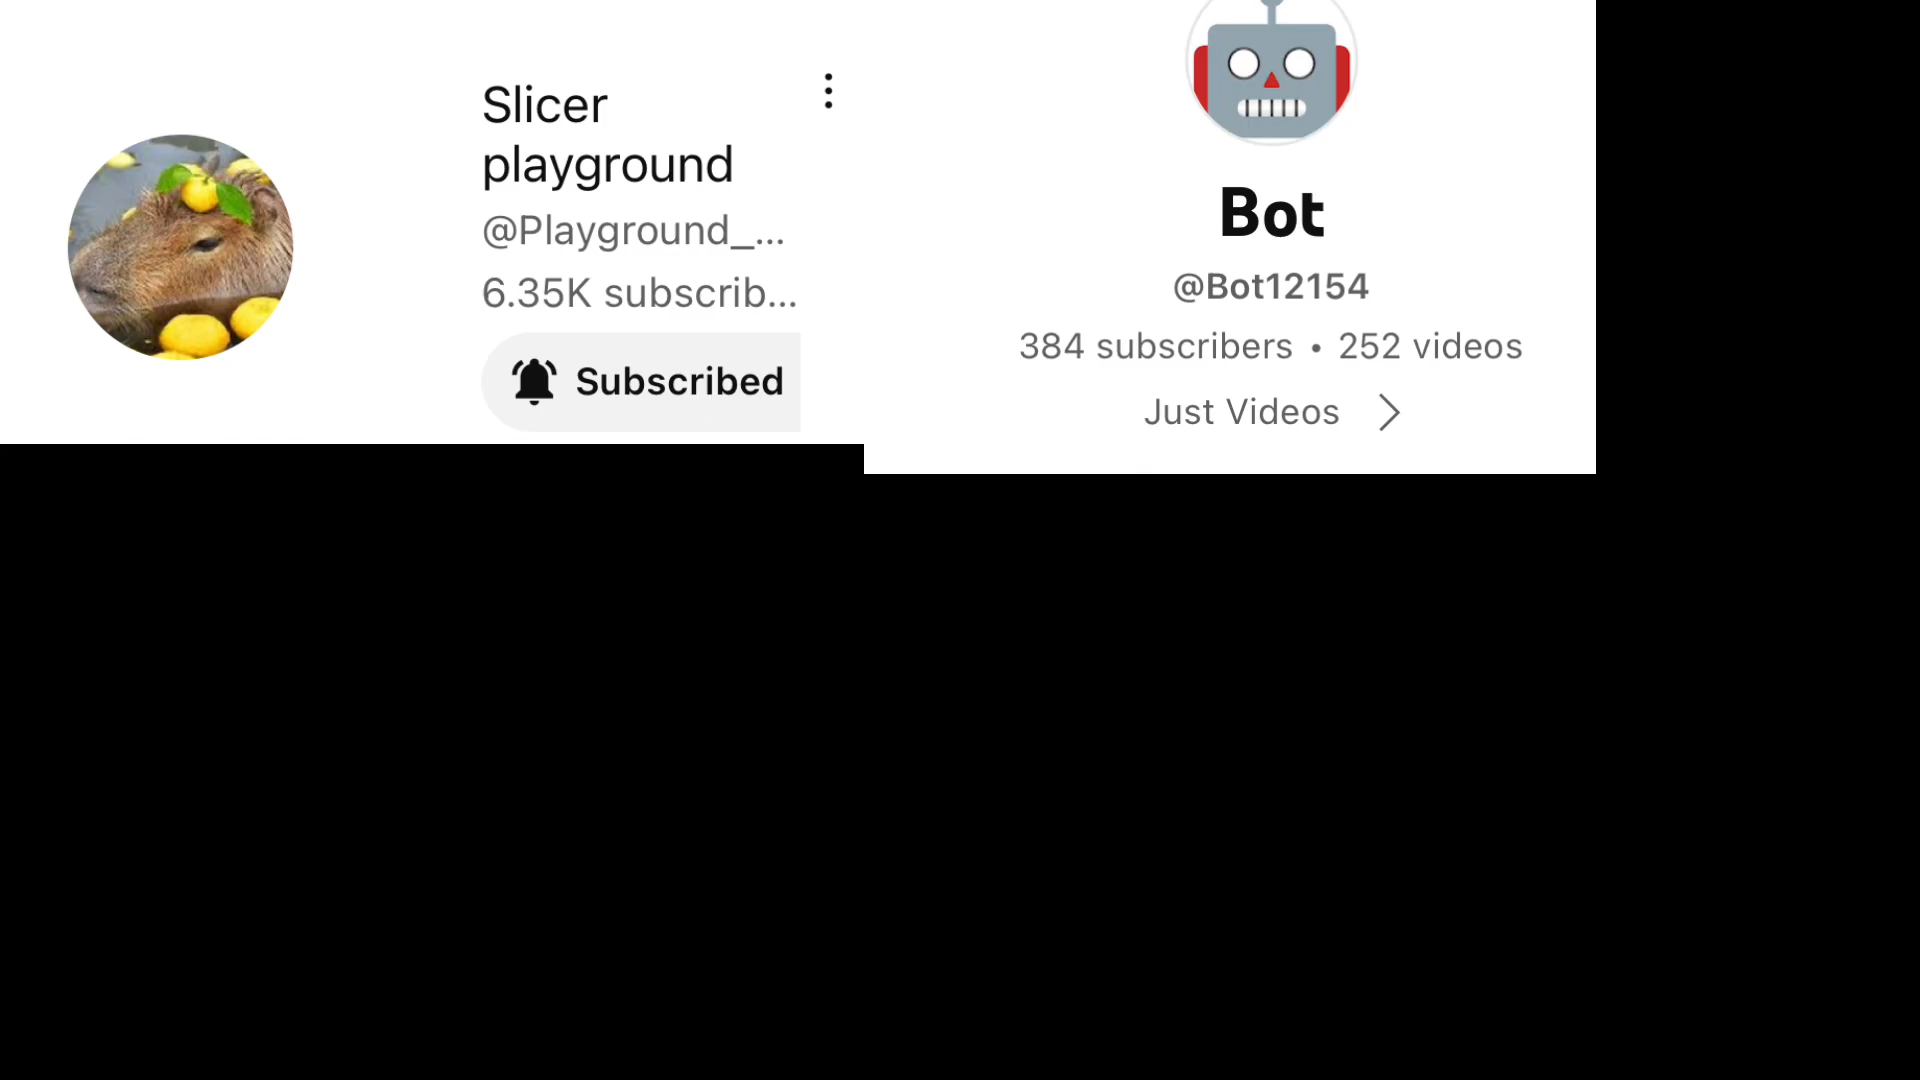 Slicer
playground
@Playground_...
6.35K subscrib...
Subscribed
Bot
@Bot12154
384 subscribers • 252 videos
Just Videos